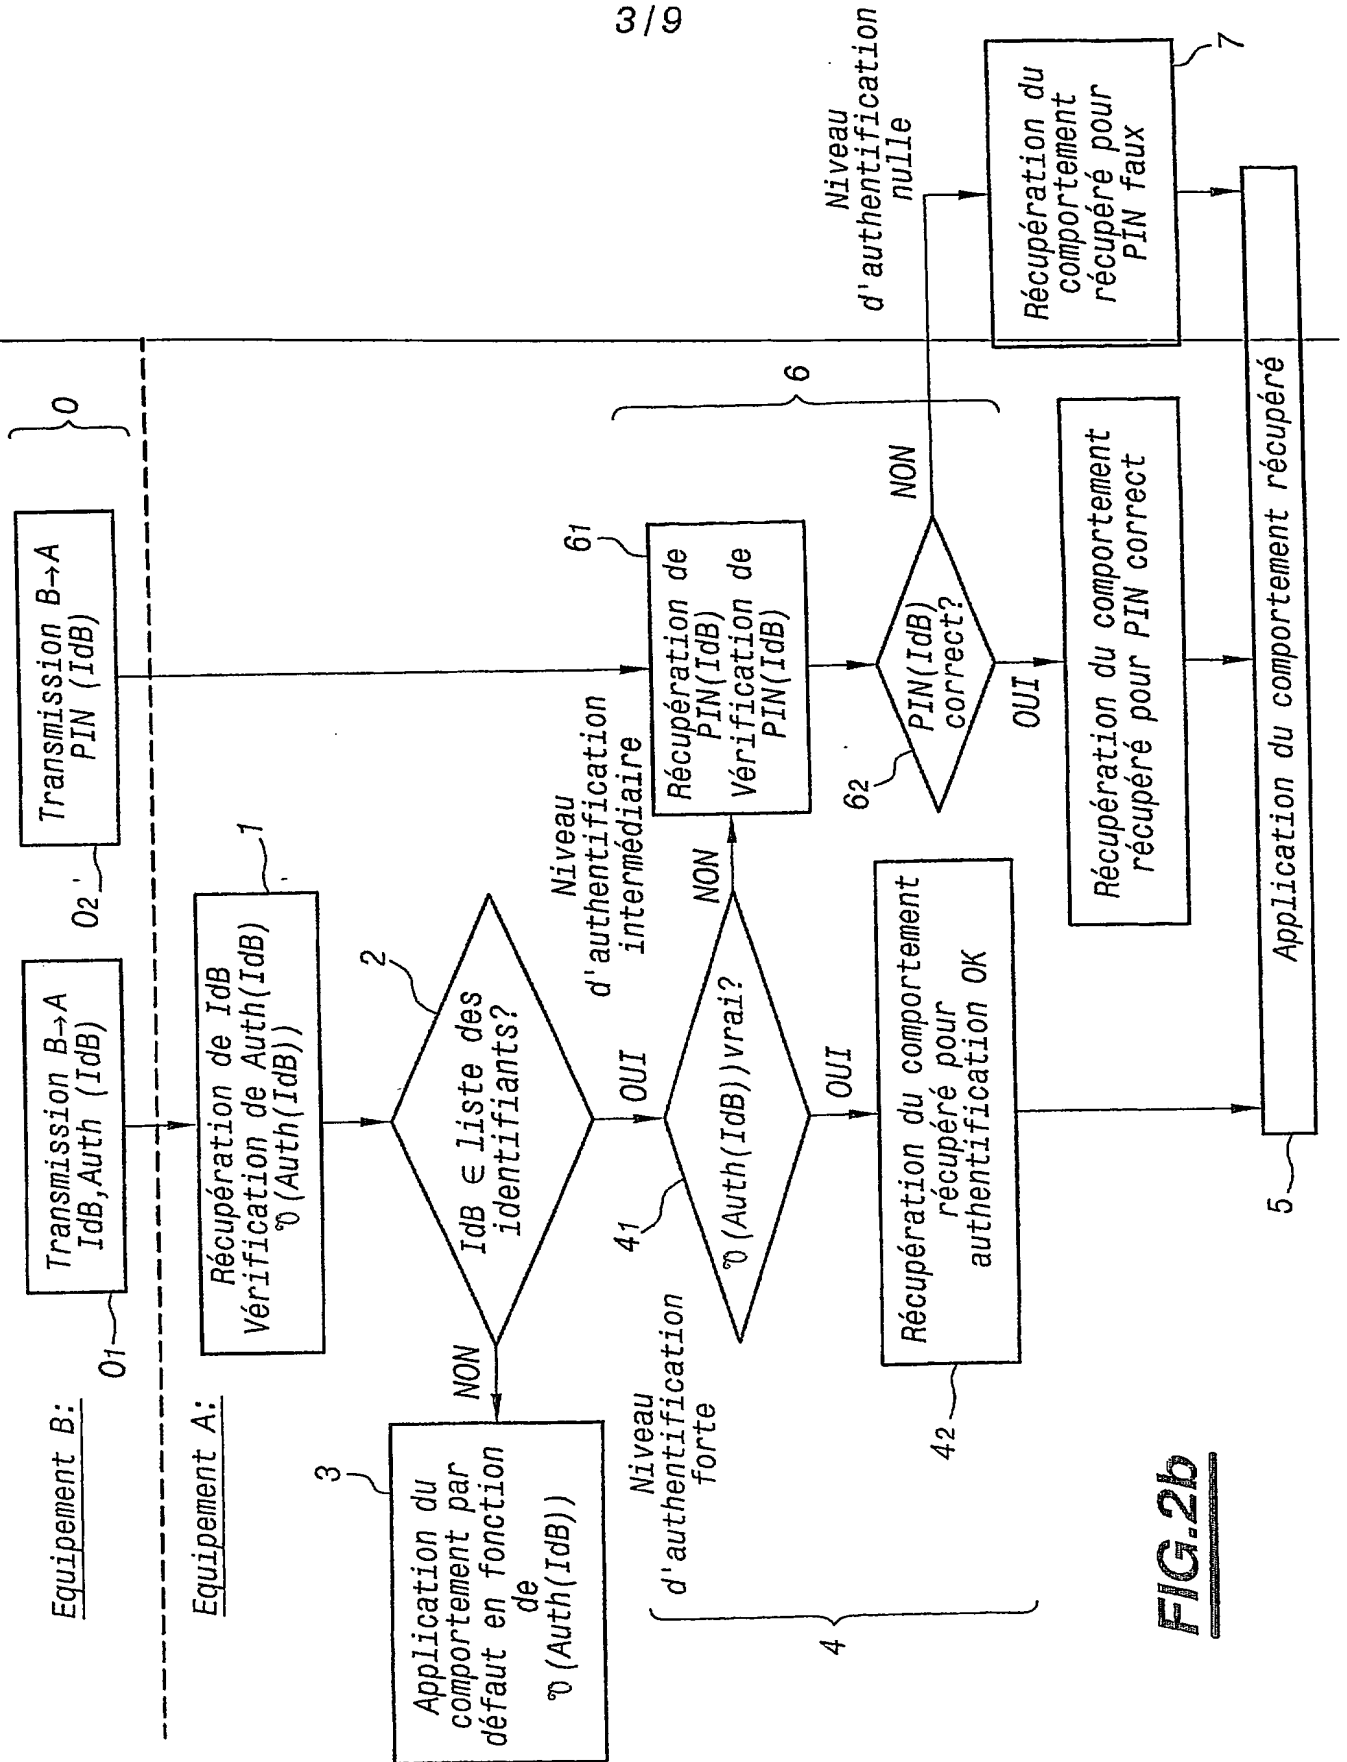 3/9
Equipement B:
O1
Transmission B→A
IdB,Auth (IdB)
O2
Transmission B→A
PIN (IdB)
O
Equipement A:
1
Récupération de IdB
Vérification de Auth(IdB)
𝒱(Auth(IdB))
2
IdB ∈ liste des
identifiants?
NON
OUI
3
Application du
comportement par
défaut en fonction
de
𝒱(Auth(IdB))
Niveau
d'authentification
forte
4
41
𝒱(Auth(IdB))vrai?
NON
OUI
42
Récupération du comportement
récupéré pour
authentification OK
Niveau
d'authentification
intermédiaire
61
Récupération de
PIN(IdB)
Vérification de
PIN(IdB)
6
62
PIN(IdB)
correct?
NON
OUI
Récupération du comportement
récupéré pour PIN correct
Niveau
d'authentification
nulle
Récupération du
comportement
récupéré pour
PIN faux
7
5
Application du comportement récupéré
FIG.2b